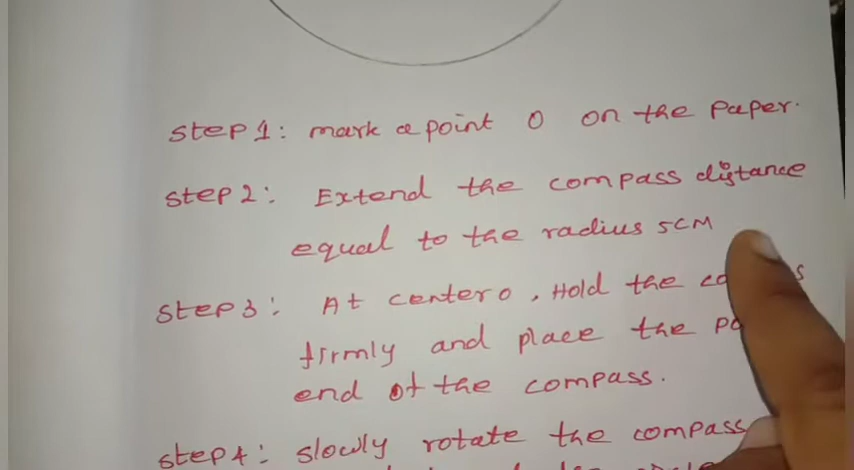 Step 1: mark a point O on the Paper.
Step 2: Extend the compass distance
equal to the radius 5CM
Step 3: At center o, Hold the
firmly and place the
end of the compass.
Step 4: slowly rotate the compass